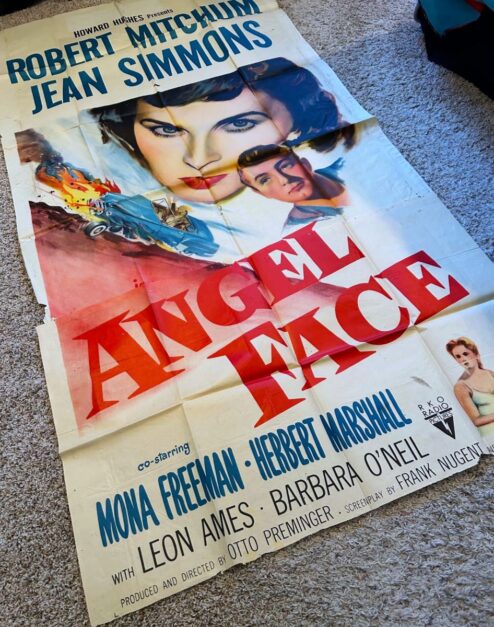 HOWARD HUGHES Presents
ROBERT MITCHUM
JEAN SIMMONS
in
ANGEL
FACE
co-starring
MONA FREEMAN · HERBERT MARSHALL
WITH LEON AMES · BARBARA O'NEIL
PRODUCED AND DIRECTED BY OTTO PREMINGER · SCREENPLAY BY FRANK NUGENT
RKO
RADIO